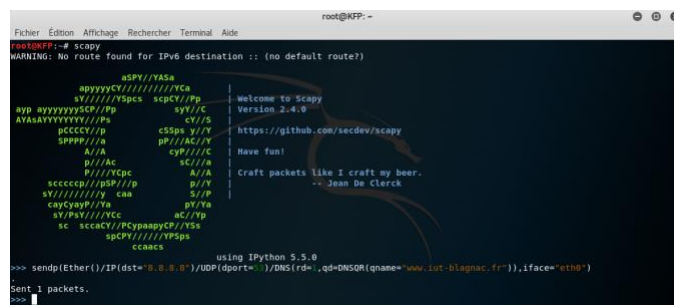 root@KFP: ~
Fichier Édition Affichage Rechercher Terminal Aide
root@KFP:~# scapy
WARNING: No route found for IPv6 destination :: (no default route?)
aSPY//YASa
apyyyyCY//////////YCa |
sY//////YSpcs scpCY//Pp | Welcome to Scapy
ayp ayyyyyyySCP//Pp syY//C | Version 2.4.0
AYAsAYYYYYYYY///Ps cY//S |
pCCCCY//p cSSps y//Y | https://github.com/secdev/scapy
SPPPP///a pP///AC//Y |
A//A cyP////C | Have fun!
p///Ac sC///a |
P////YCpc A//A | Craft packets like I craft my beer.
scccccp///pSP///p p//Y | -- Jean De Clerck
sY/////////y caa S//P |
cayCyayP//Ya pY/Ya
sY/PsY////YCc aC//Yp
sc sccaCY//PCypaapyCP//YSs
spCPY//////YPSps
ccaacs
using IPython 5.5.0
>>> sendp(Ether()/IP(dst="8.8.8.8")/UDP(dport=53)/DNS(rd=1,qd=DNSQR(qname="www.iut-blagnac.fr")),iface="eth0")
.
Sent 1 packets.
>>>